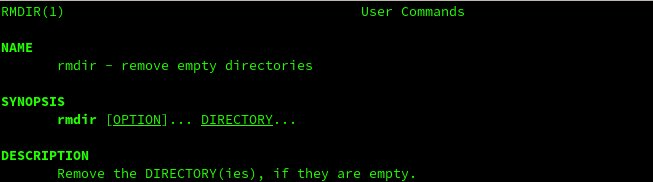 RMDIR(1) User Commands
NAME
rmdir - remove empty directories
SYNOPSIS
rmdir [OPTION]... DIRECTORY...
DESCRIPTION
Remove the DIRECTORY(ies), if they are empty.